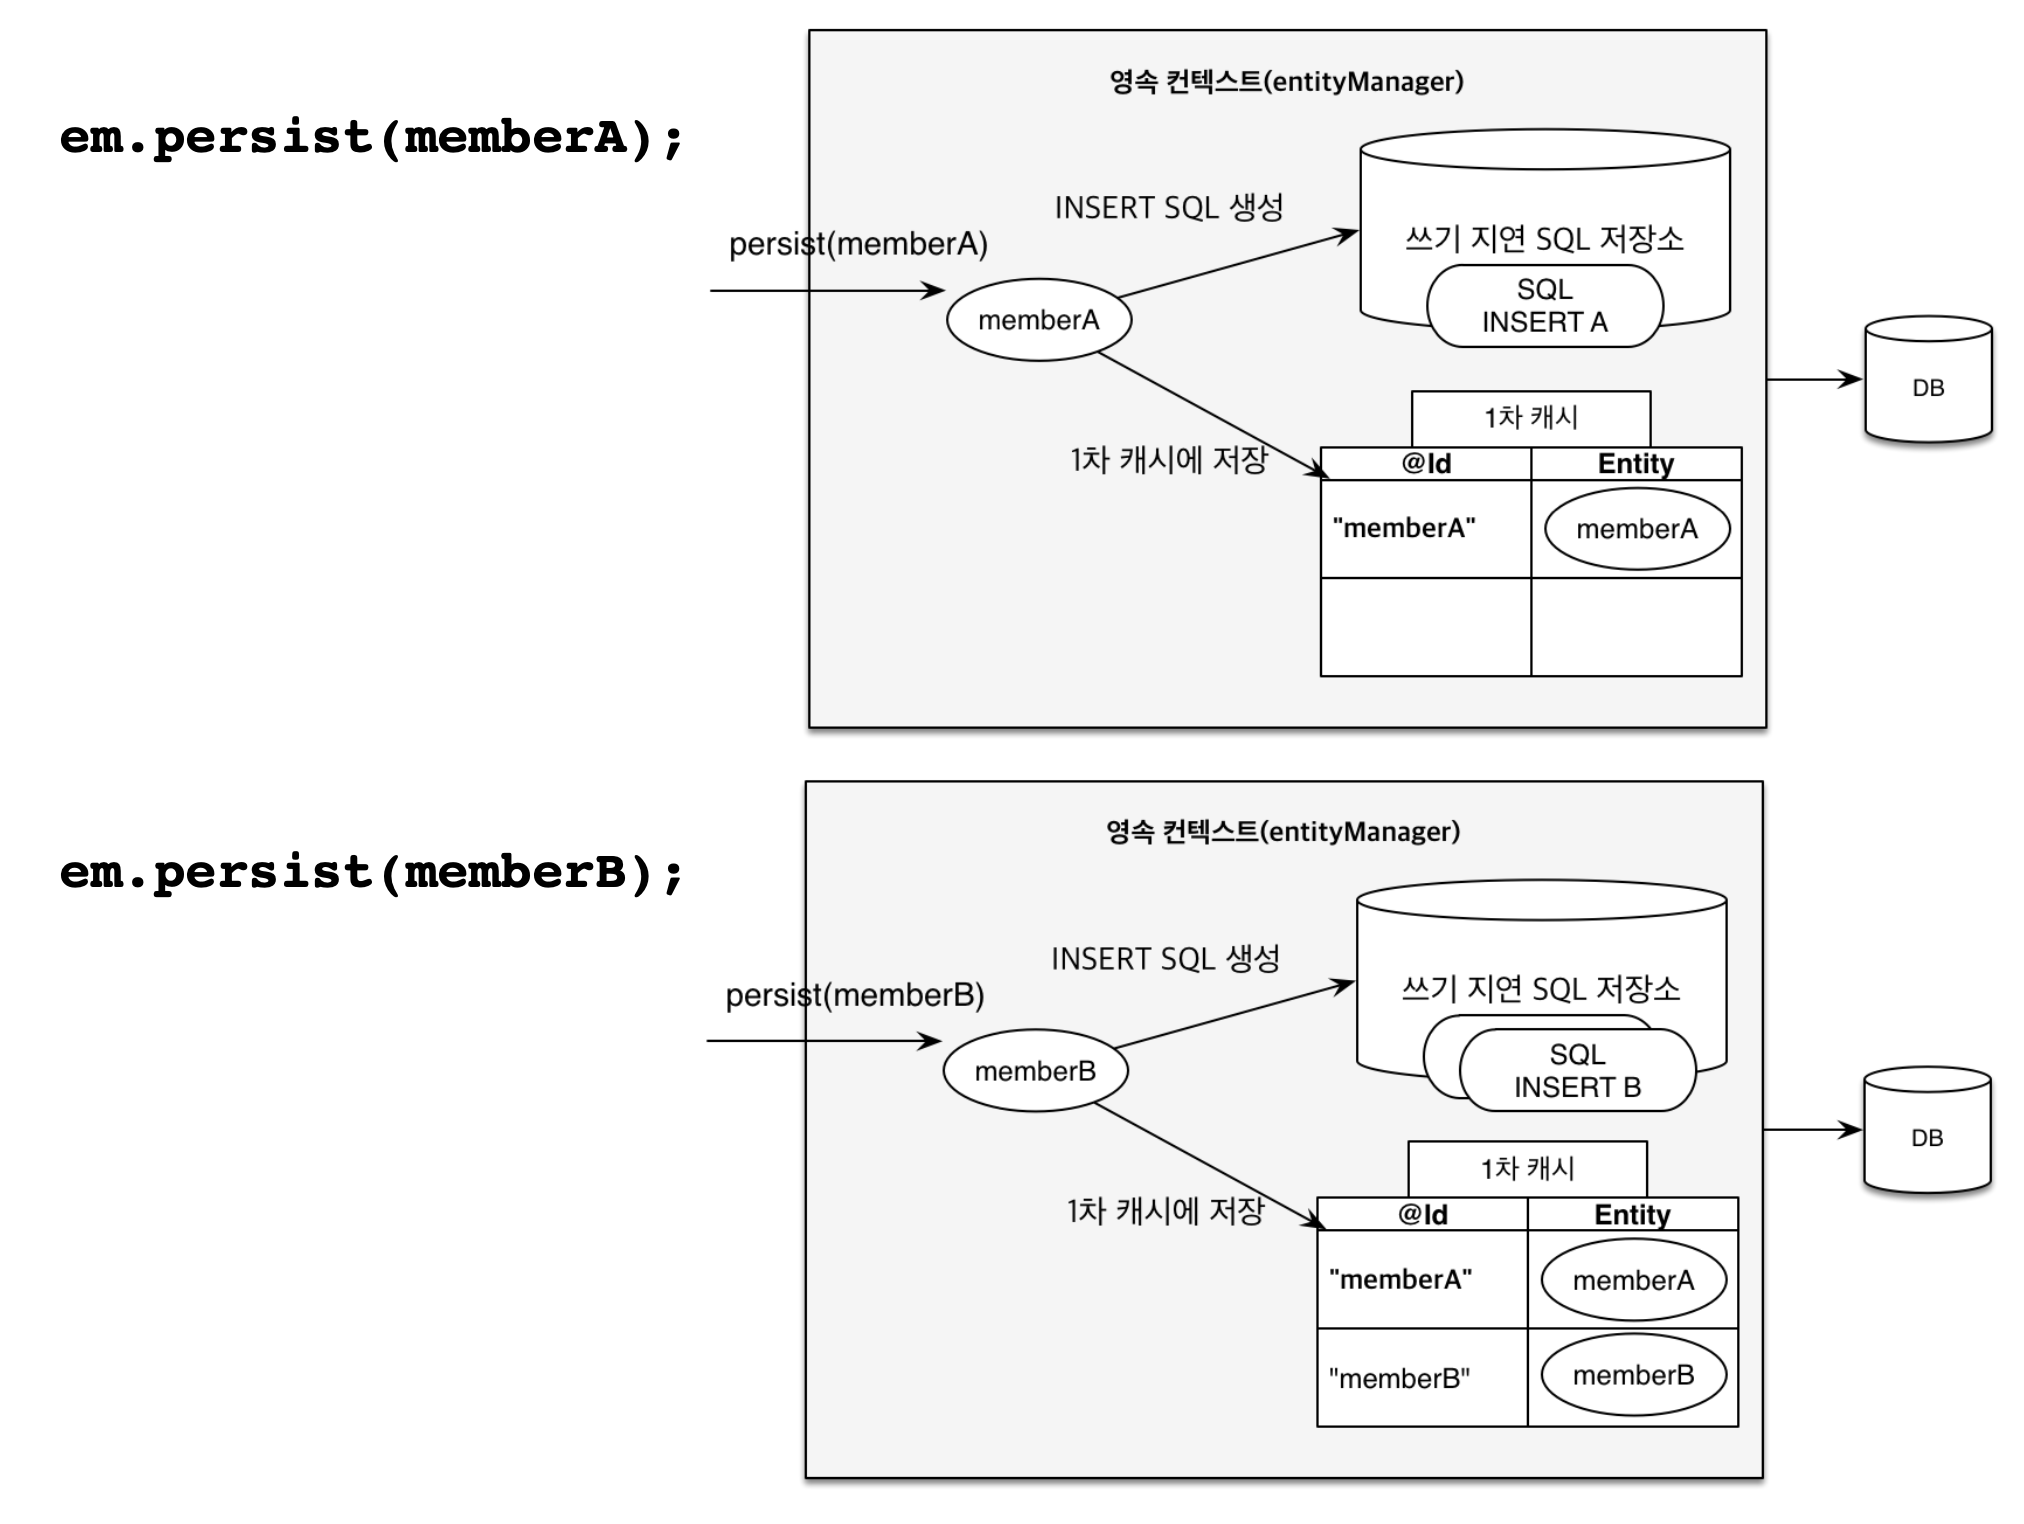 영속 컨텍스트(entityManager)
em.persist(memberA);
INSERT SQL 생성
persist(memberA)
쓰기 지연 SQL 저장소
SQL
INSERT A
memberA
DB
1차 캐시
1차 캐시에 저장
@Id
Entity
"memberA"
memberA
영속 컨텍스트(entityManager)
em.persist(memberB);
INSERT SQL 생성
persist(memberB)
쓰기 지연 SQL 저장소
SQL
INSERT B
memberB
DB
1차 캐시
1차 캐시에 저장
@Id
Entity
"memberA"
memberA
"memberB"
memberB